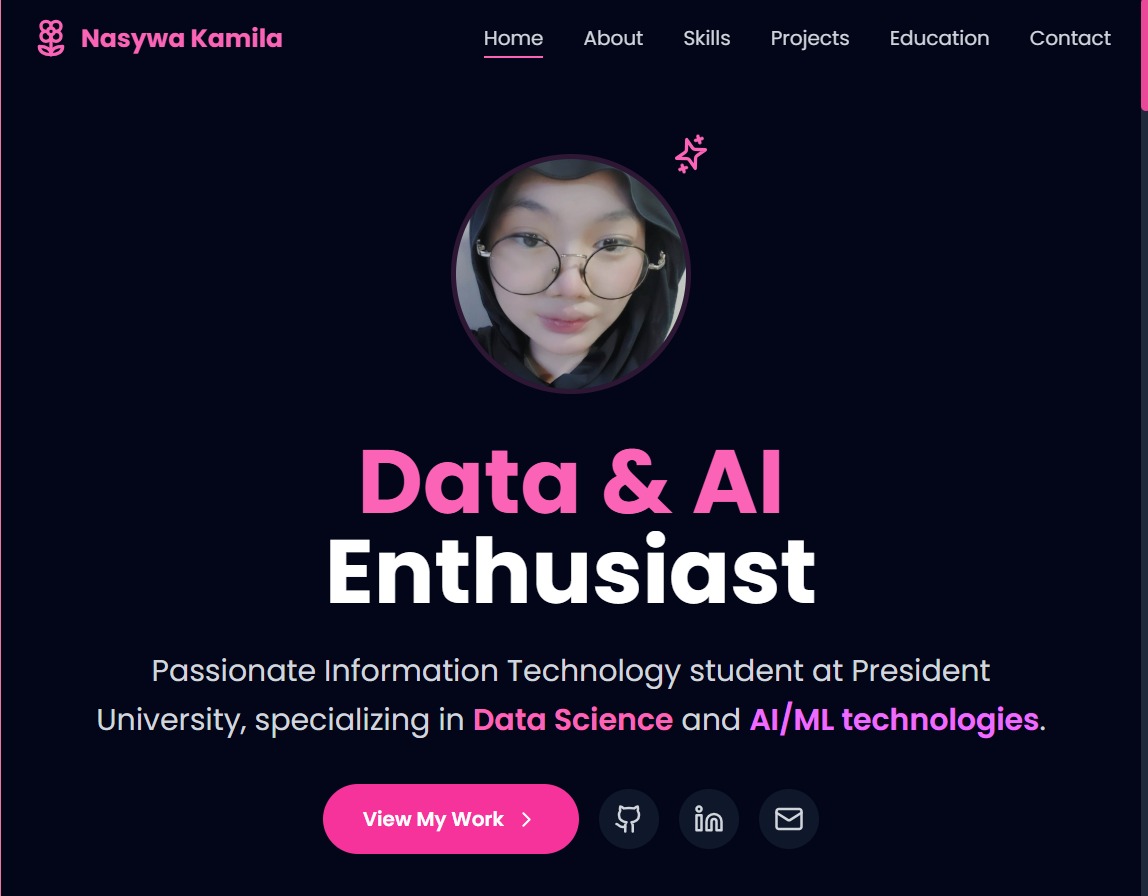 Nasywa Kamila
Home
About
Skills
Projects
Education
Contact
Data & AI
Enthusiast
Passionate Information Technology student at President
University, specializing in Data Science and AI/ML technologies.
View My Work